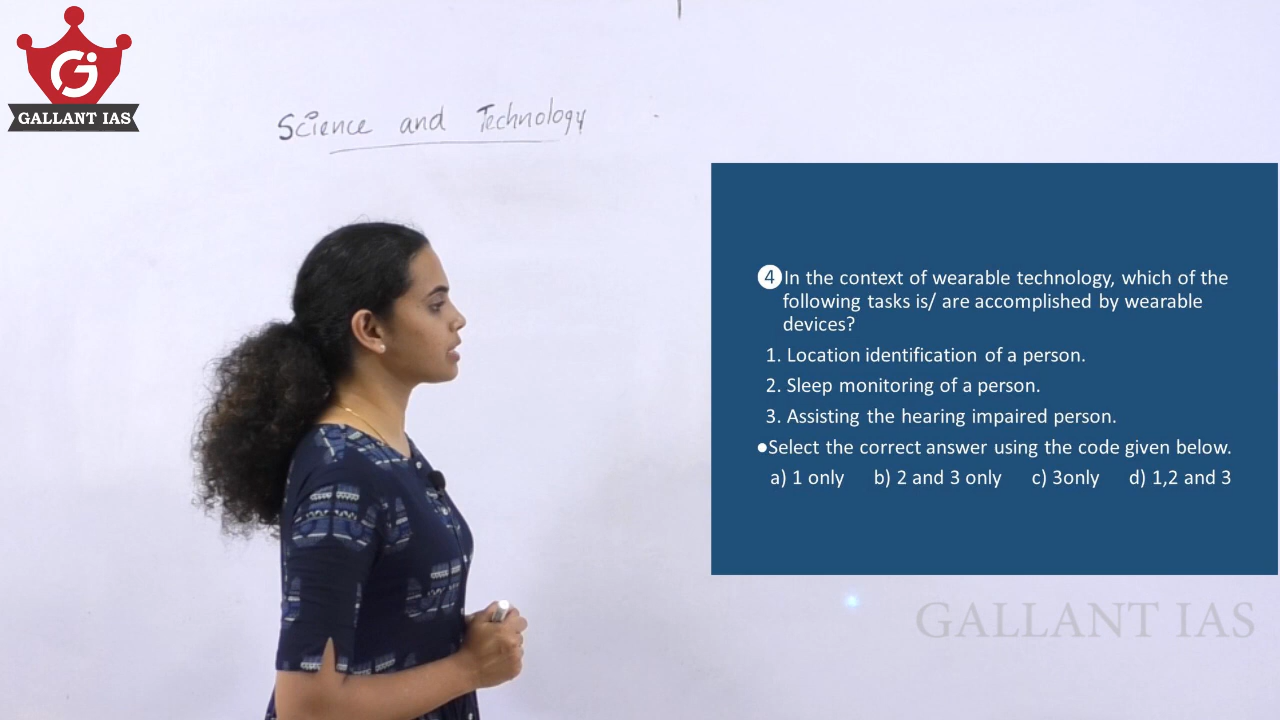 GALLANT IAS
Science and Technology
4 In the context of wearable technology, which of the
following tasks is/ are accomplished by wearable
devices?
1. Location identification of a person.
2. Sleep monitoring of a person.
3. Assisting the hearing impaired person.
●Select the correct answer using the code given below.
a) 1 only b) 2 and 3 only c) 3only d) 1,2 and 3
GALLANT IAS